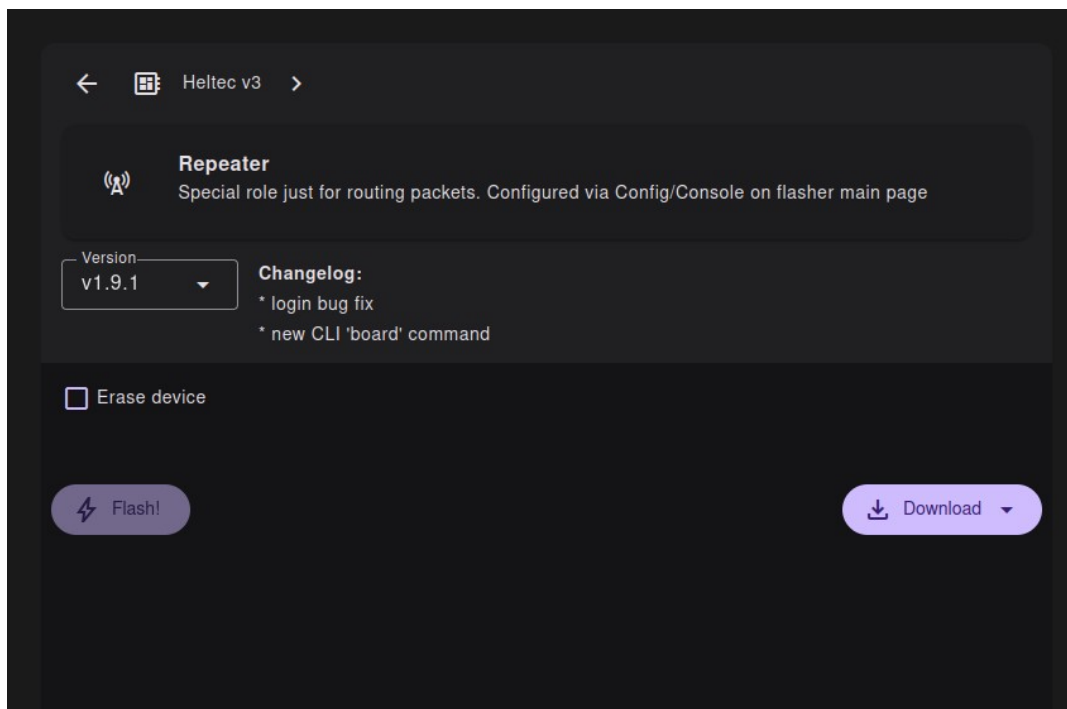 Heltec v3
Repeater
Special role just for routing packets. Configured via Config/Console on flasher main page
Version
v1.9.1
Changelog:
* login bug fix
* new CLI 'board' command
Erase device
Flash!
Download